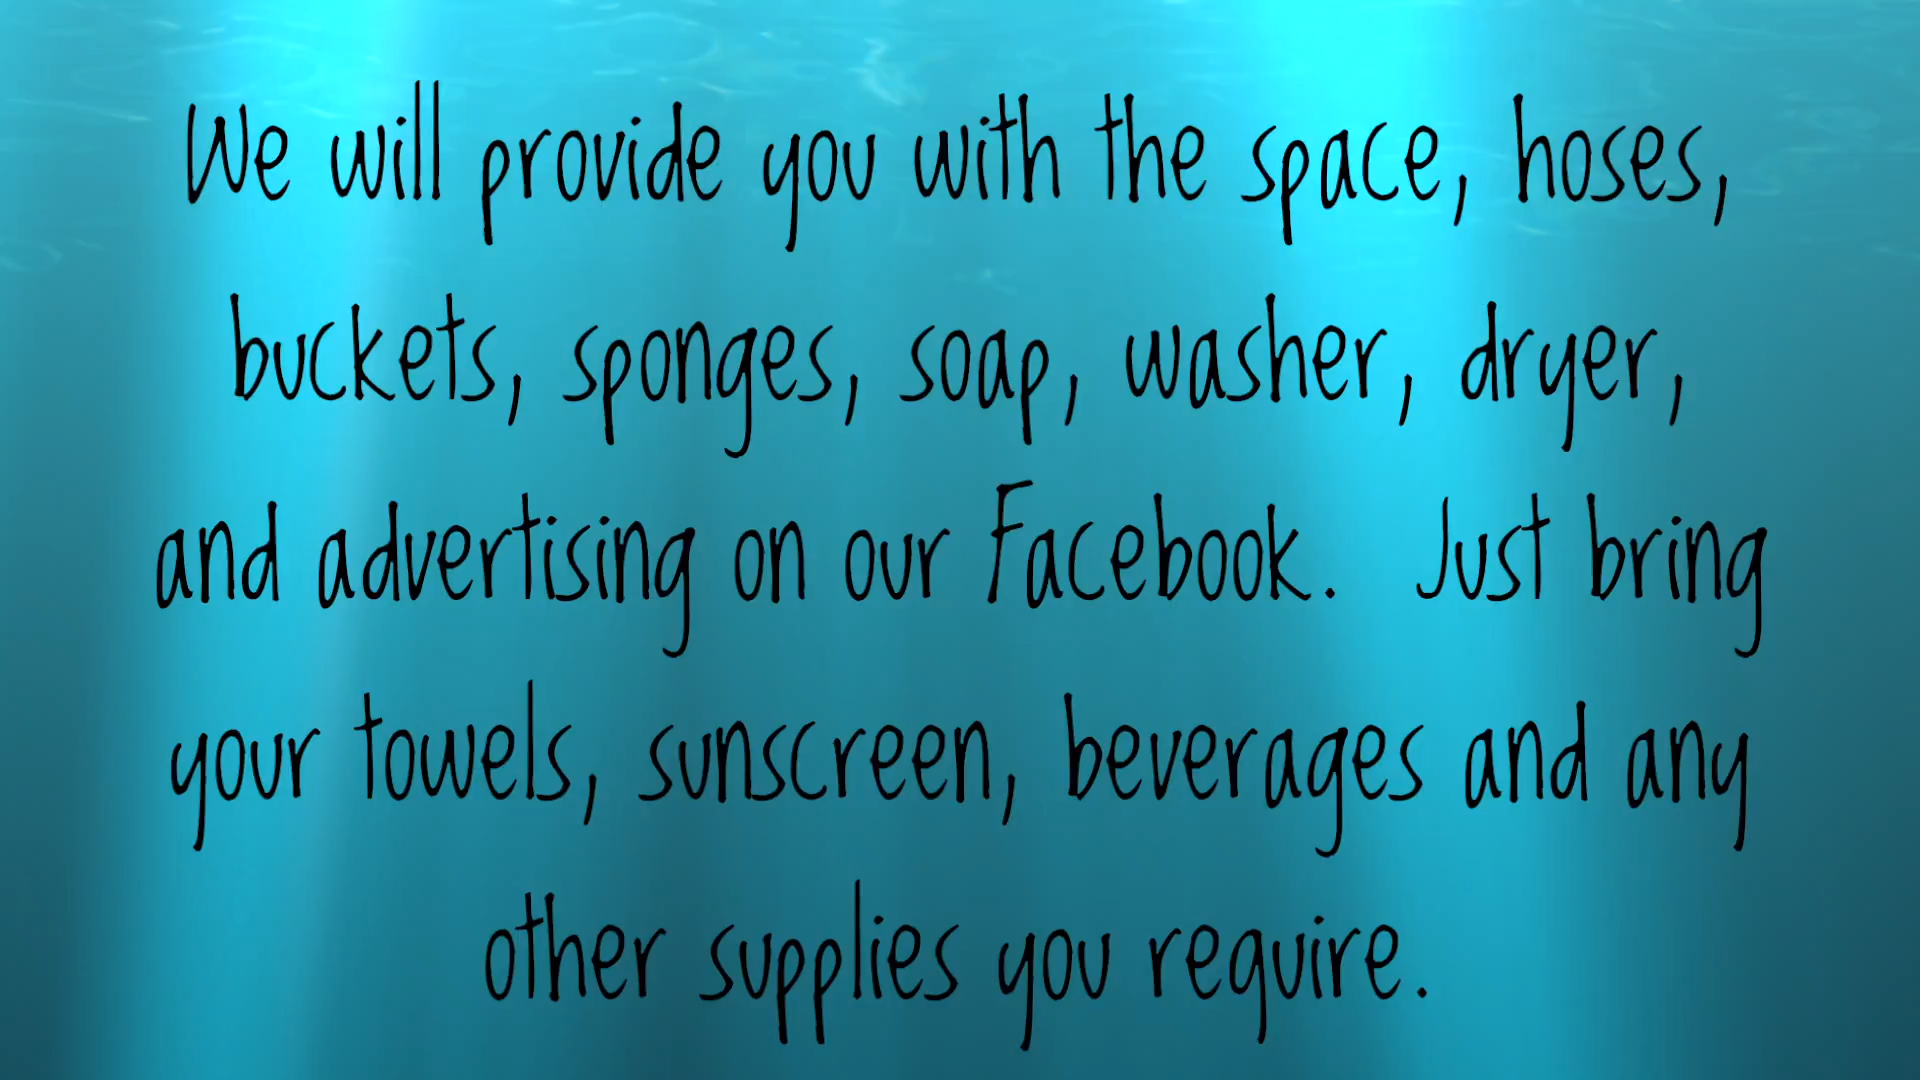 We will provide you with the space, hoses,
buckets, sponges, soap, washer, dryer,
and advertising on our Facebook.  Just bring
your towels, sunscreen, beverages and any
other supplies you require.